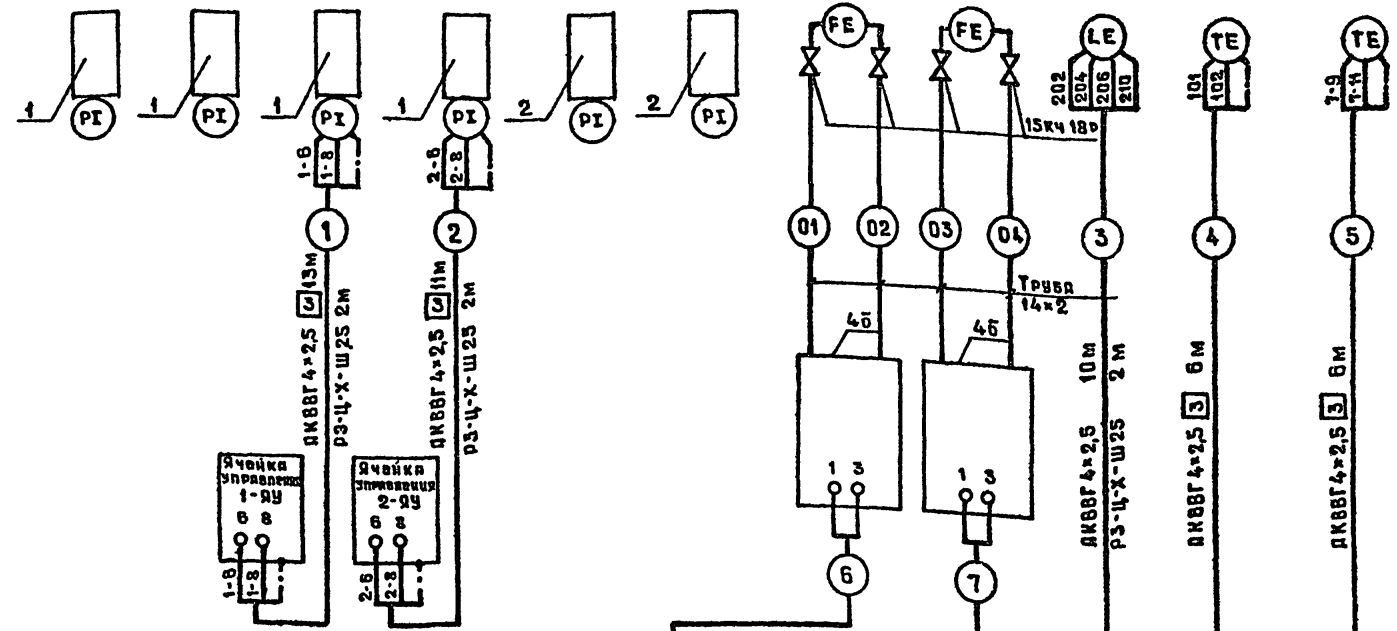 FE FE LE TE TE
202 204 206 210 101 102 7-9 7-11
1 1 1 1 2 2
PI PI PI PI PI PI
15кч 18р
1-6 1-8 2-6 2-8
1 2 01 02 03 04 3 4 5
АКВВГ 4×2,5 3 13м
РЗ-Ц-Х-Ш25 2м
АКВВГ 4×2,5 3 11м
РЗ-Ц-Х-Ш25 2м
Труба
14×2
4б 4б
АКВВГ 4×2,5 10м
РЗ-Ц-Х-Ш25 2м
АКВВГ 4×2,5 3 6м
АКВВГ 4×2,5 3 6м
Ячейка
управления
1-ЯУ
6 8
1-6 1-8
Ячейка
управления
2-ЯУ
6 8
2-6 2-8
1 3
1 3
6 7